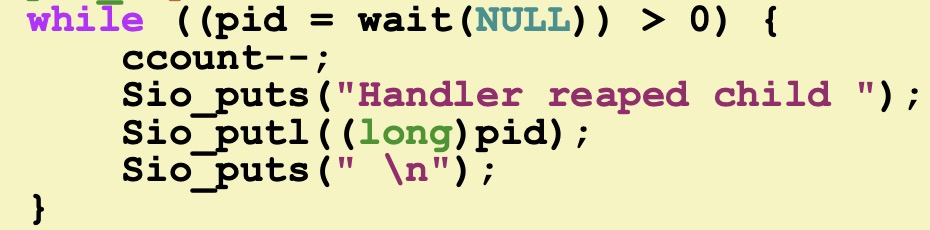 while ((pid = wait(NULL)) > 0) {
ccount--;
Sio_puts("Handler reaped child ");
Sio_putl((long)pid);
Sio_puts(" \n");
}